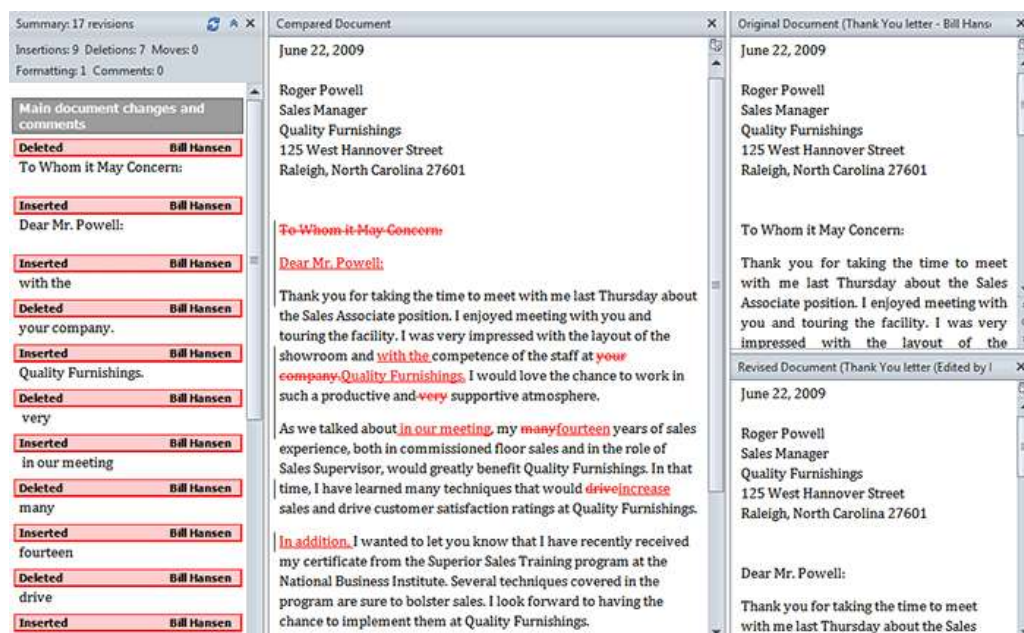 Summary: 17 revisions
Insertions: 9 Deletions: 7 Moves: 0
Formatting: 1 Comments: 0
Main document changes and
comments
Deleted Bill Hansen
To Whom it May Concern:
Inserted Bill Hansen
Dear Mr. Powell:
Inserted Bill Hansen
with the
Deleted Bill Hansen
your company.
Inserted Bill Hansen
Quality Furnishings.
Deleted Bill Hansen
very
Inserted Bill Hansen
in our meeting
Deleted Bill Hansen
many
Inserted Bill Hansen
fourteen
Deleted Bill Hansen
drive
Inserted Bill Hansen
Compared Document
June 22, 2009
Roger Powell
Sales Manager
Quality Furnishings
125 West Hannover Street
Raleigh, North Carolina 27601
To Whom it May Concern:
Dear Mr. Powell:
Thank you for taking the time to meet with me last Thursday about
the Sales Associate position. I enjoyed meeting with you and
touring the facility. I was very impressed with the layout of the
showroom and with the competence of the staff at your
company.Quality Furnishings. I would love the chance to work in
such a productive and very supportive atmosphere.
As we talked about in our meeting, my manyfourteen years of sales
experience, both in commissioned floor sales and in the role of
Sales Supervisor, would greatly benefit Quality Furnishings. In that
time, I have learned many techniques that would driveincrease
sales and drive customer satisfaction ratings at Quality Furnishings.
In addition, I wanted to let you know that I have recently received
my certificate from the Superior Sales Training program at the
National Business Institute. Several techniques covered in the
program are sure to bolster sales. I look forward to having the
chance to implement them at Quality Furnishings.
Original Document (Thank You letter - Bill Hans
June 22, 2009
Roger Powell
Sales Manager
Quality Furnishings
125 West Hannover Street
Raleigh, North Carolina 27601
To Whom it May Concern:
Thank you for taking the time to meet
with me last Thursday about the Sales
Associate position. I enjoyed meeting with
you and touring the facility. I was very
impressed with the layout of the
Revised Document (Thank You letter (Edited by
June 22, 2009
Roger Powell
Sales Manager
Quality Furnishings
125 West Hannover Street
Raleigh, North Carolina 27601
Dear Mr. Powell:
Thank you for taking the time to meet
with me last Thursday about the Sales